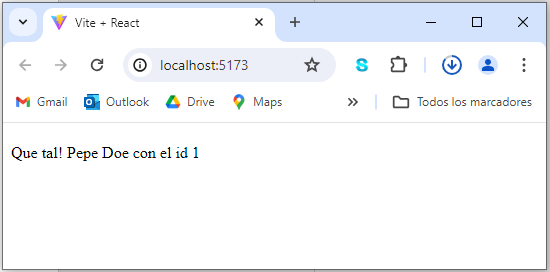 Vite + React
localhost:5173
Gmail Outlook Drive Maps Todos los marcadores
Que tal! Pepe Doe con el id 1